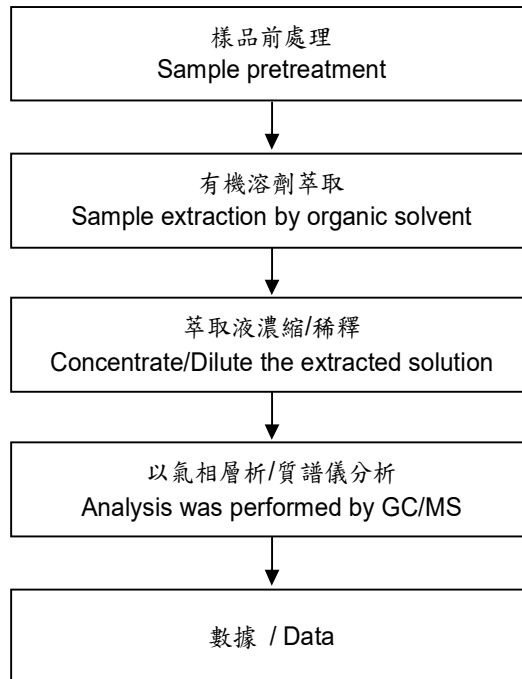 樣品前處理
Sample pretreatment
有機溶劑萃取
Sample extraction by organic solvent
萃取液濃縮/稀釋
Concentrate/Dilute the extracted solution
以氣相層析/質譜儀分析
Analysis was performed by GC/MS
數據 / Data